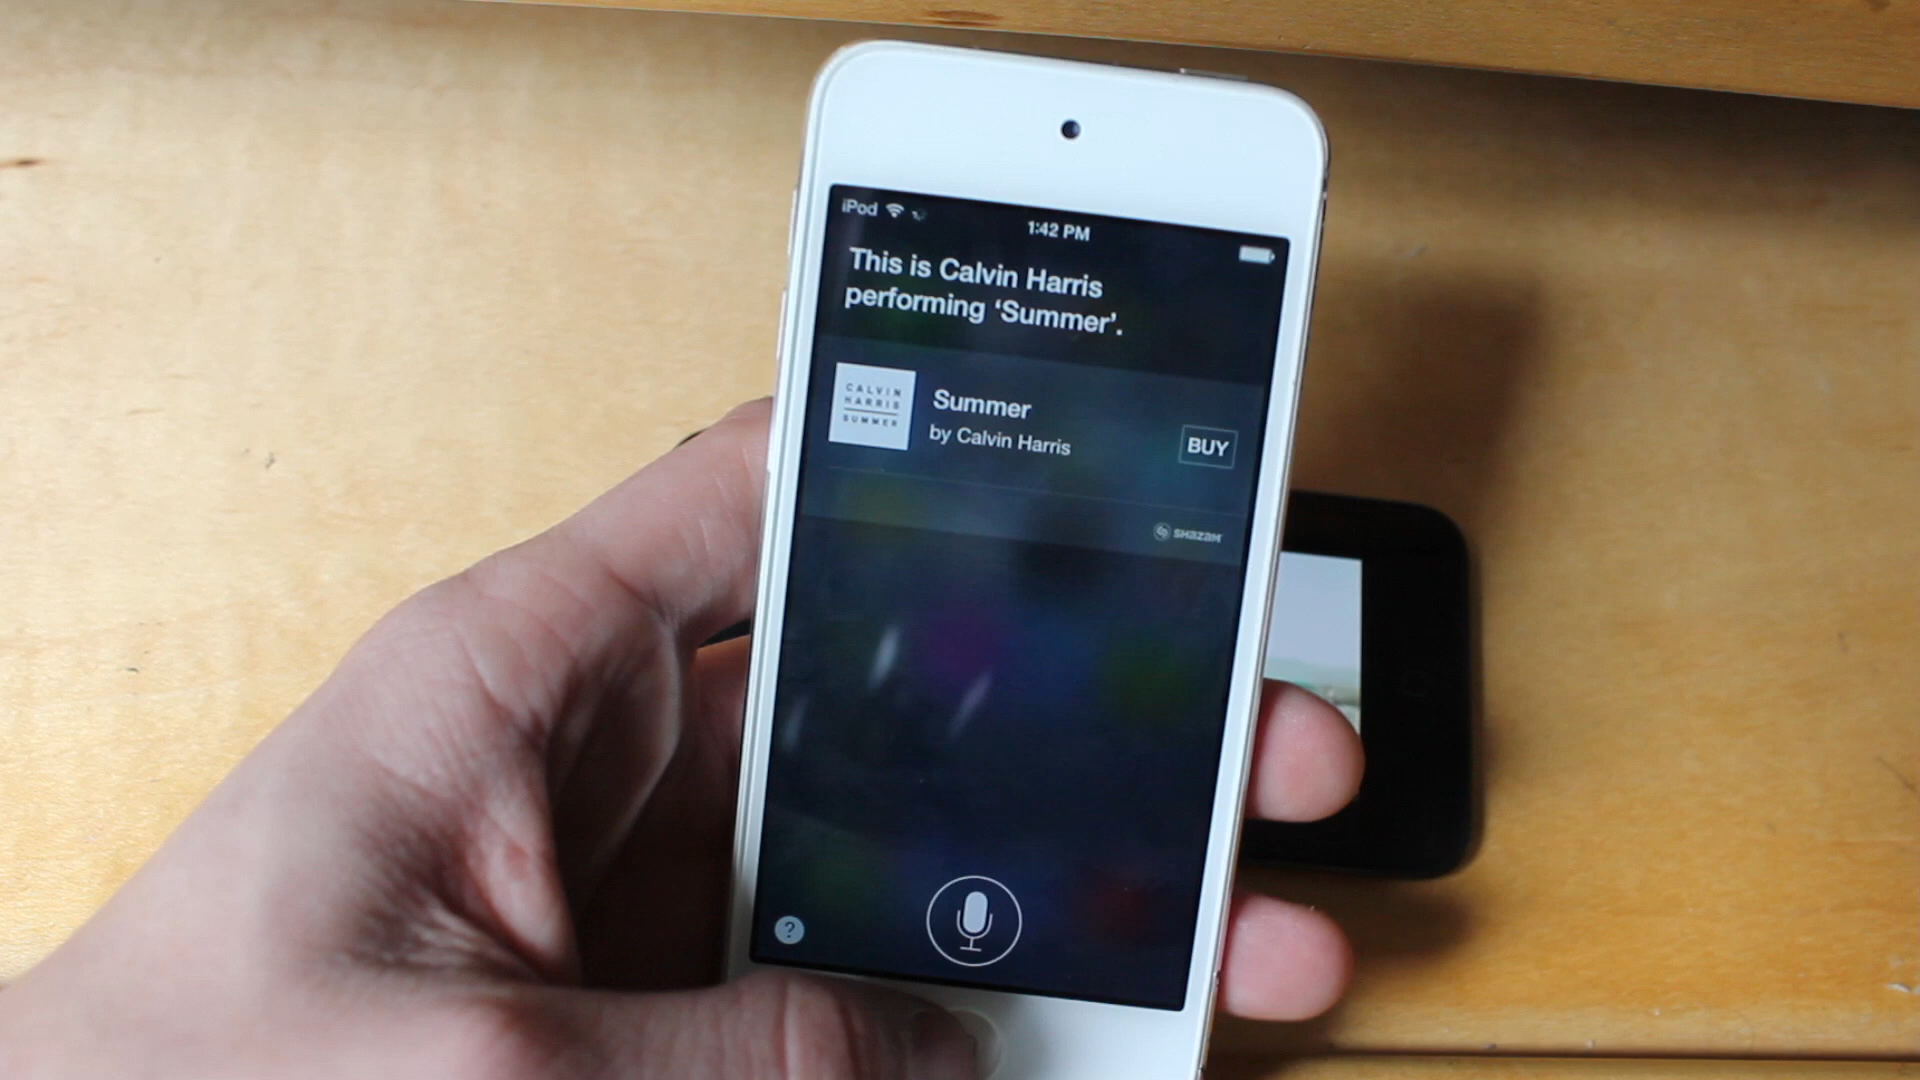 iPod
1:42 PM
This is Calvin Harris
performing ‘Summer’.
CALVIN
HARRIS
SUMMER
Summer
by Calvin Harris
BUY
SHAZAM
?